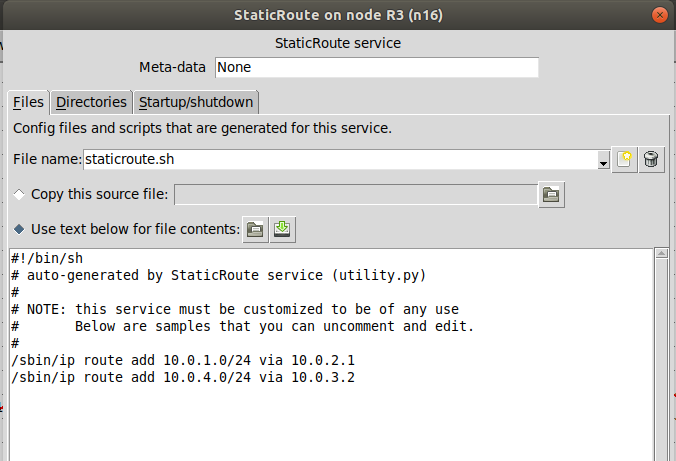 StaticRoute on node R3 (n16)
StaticRoute service
Meta-data None
Files Directories Startup/shutdown
Config files and scripts that are generated for this service.
File name: staticroute.sh
Copy this source file:
Use text below for file contents:
#!/bin/sh
# auto-generated by StaticRoute service (utility.py)
#
# NOTE: this service must be customized to be of any use
#       Below are samples that you can uncomment and edit.
#
/sbin/ip route add 10.0.1.0/24 via 10.0.2.1
/sbin/ip route add 10.0.4.0/24 via 10.0.3.2